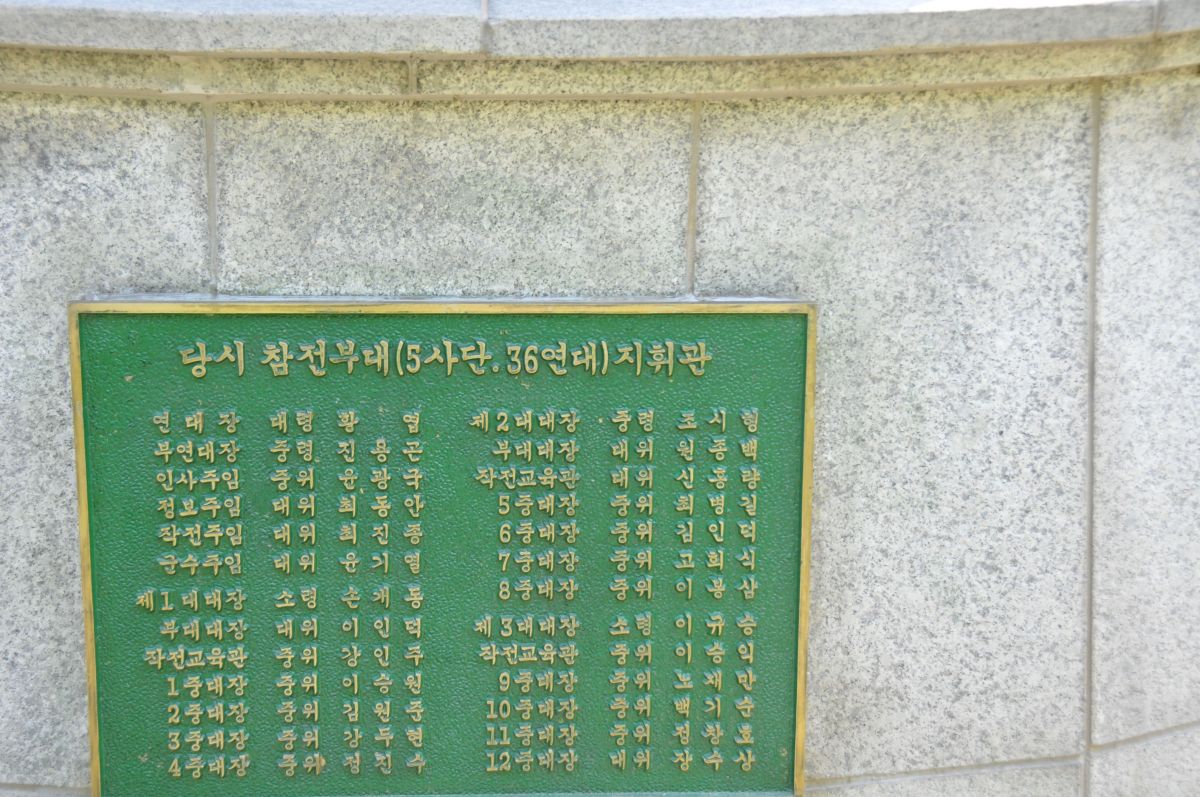 당시 참전부대(5사단.36연대)지휘관
연대장 대령 황엽
부연대장 중령 진용곤
인사주임 중위 윤광국
정보주임 대위 최동안
작전주임 대위 최진종
군수주임 대위 윤기열
제1대대장 소령 손개동
부대대장 대위 이인덕
작전교육관 중위 강인주
1중대장 중위 이승원
2중대장 중위 김원준
3중대장 중위 강두현
4중대장 중위 정진수
제2대대장 중령 조시형
부대대장 대위 원종백
작전교육관 대위 신흥량
5중대장 중위 최병길
6중대장 중위 김인덕
7중대장 중위 고희식
8중대장 중위 이봉삼
제3대대장 소령 이규승
작전교육관 중위 이승익
9중대장 중위 노재만
10중대장 중위 백기순
11중대장 중위 정창호
12중대장 대위 장수상